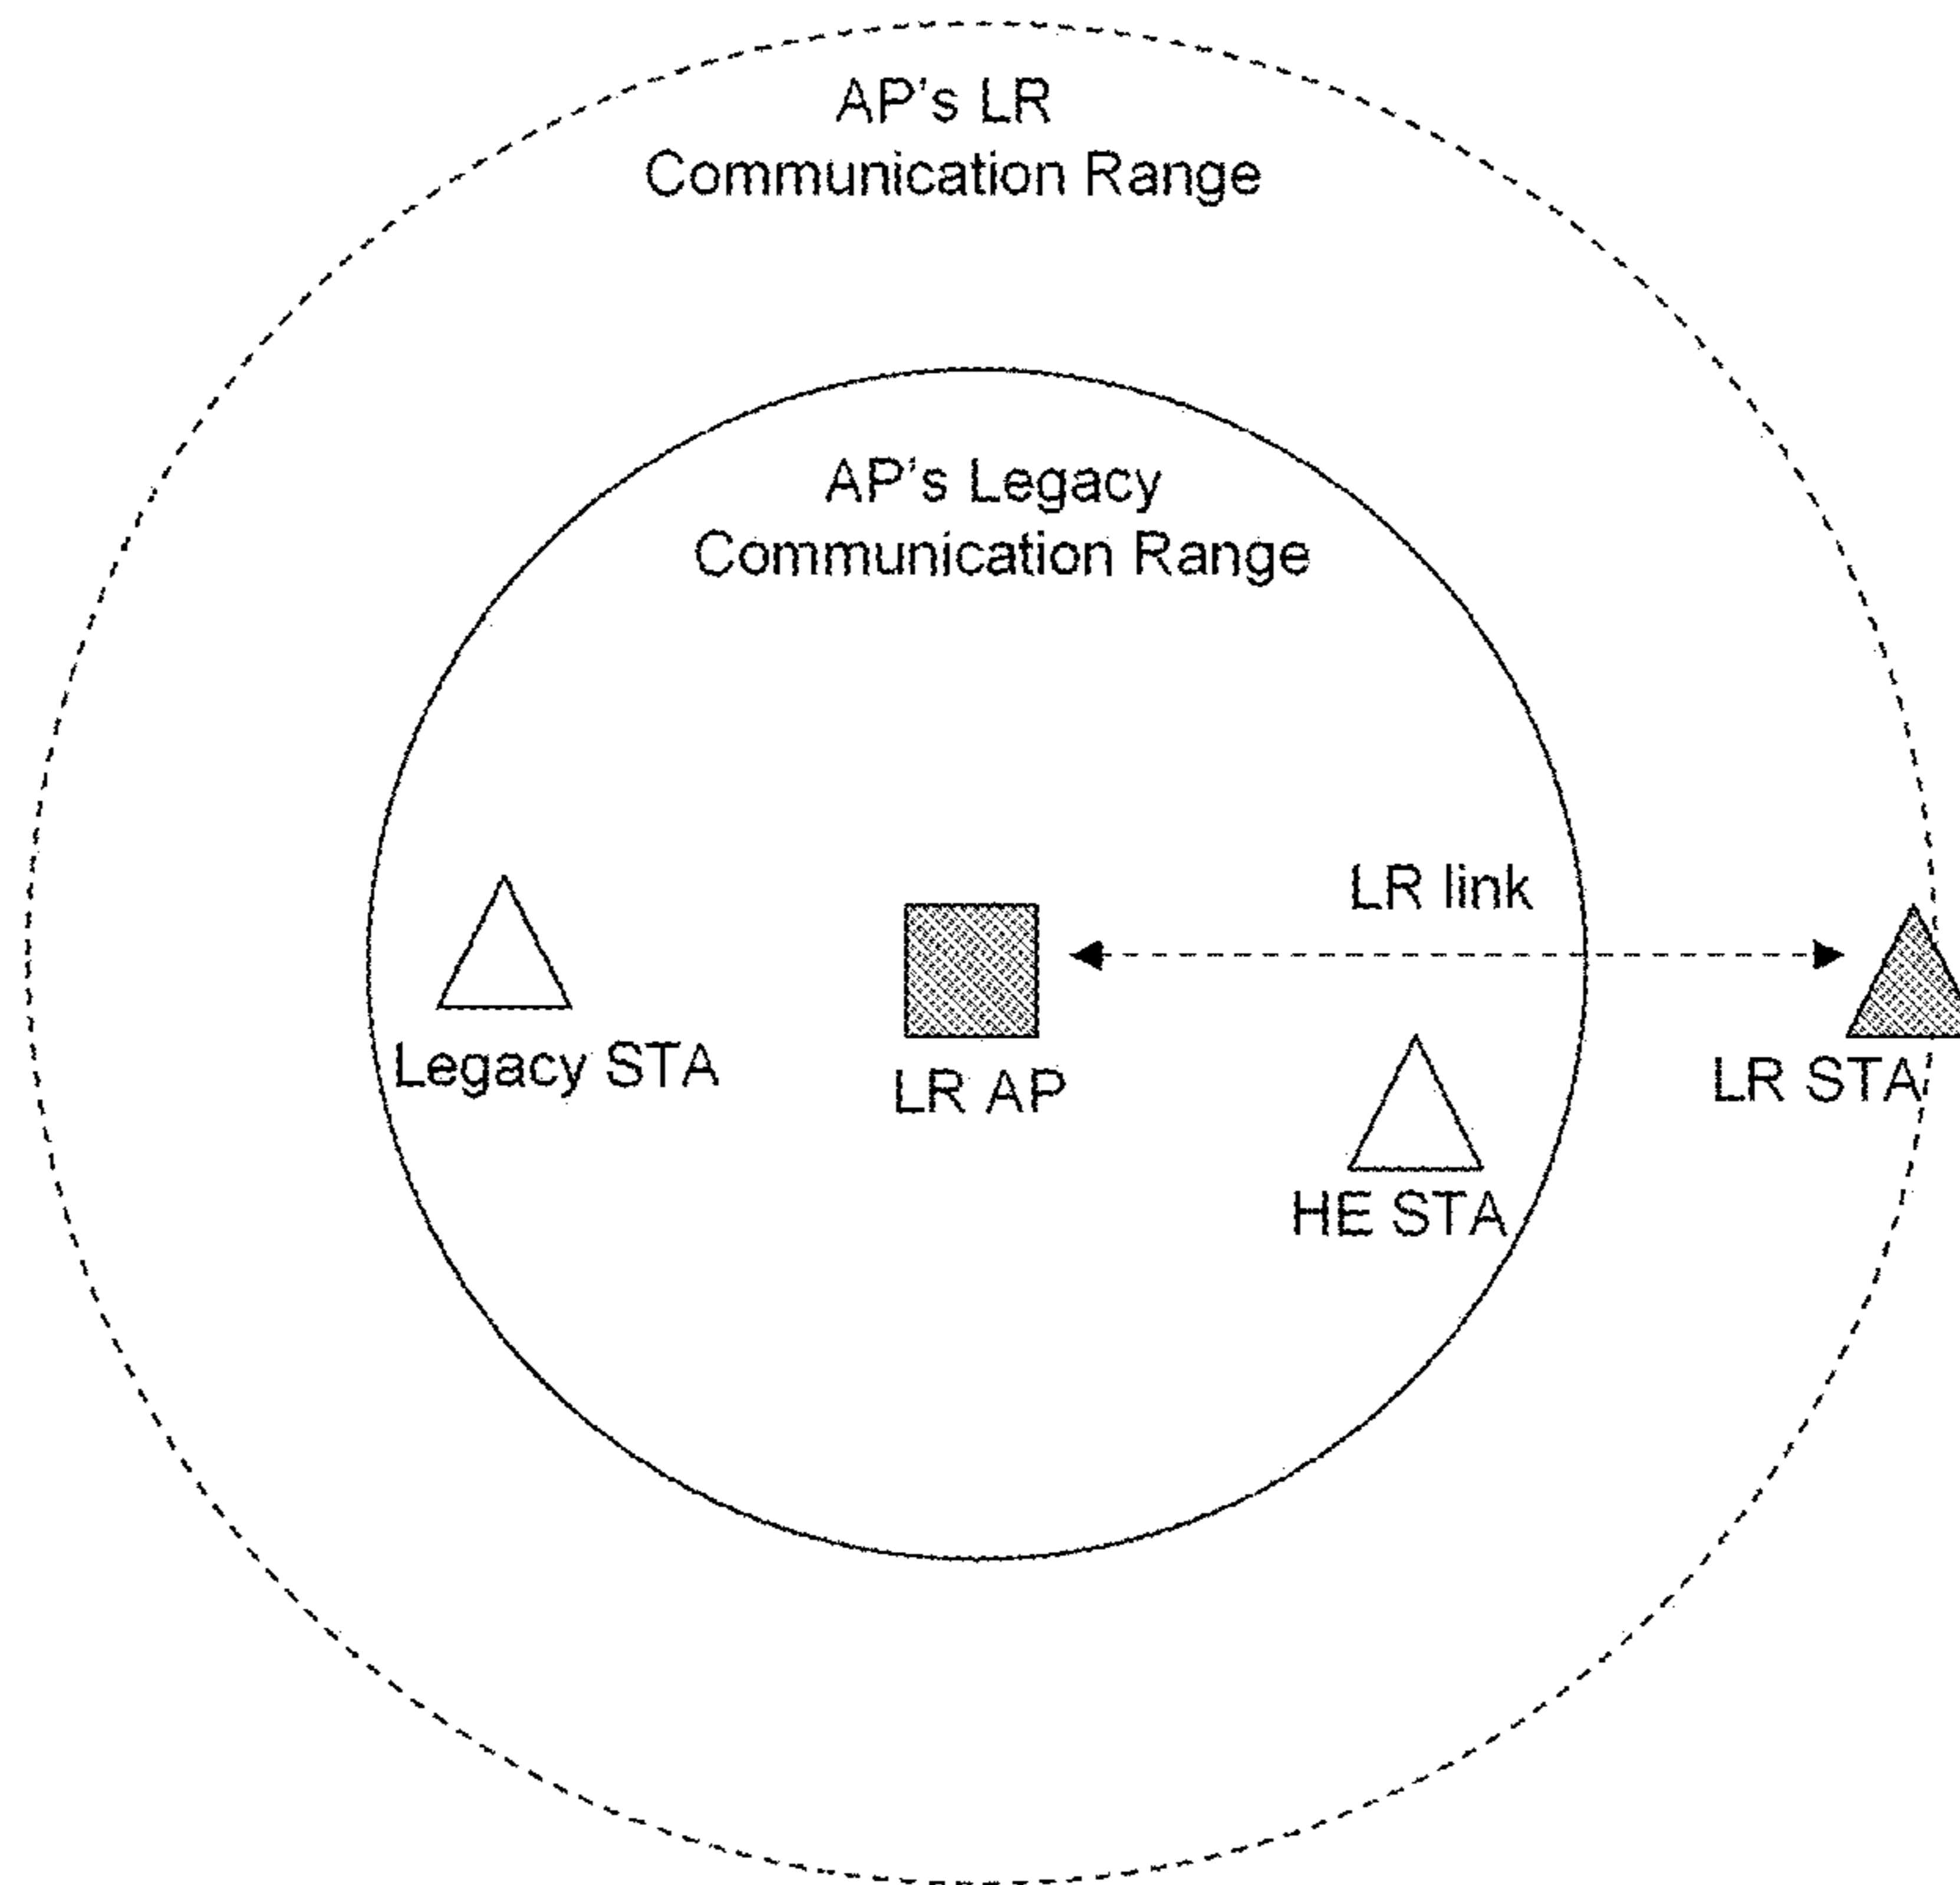 AP's LR
Communication Range
AP's Legacy
Communication Range
LR link
Legacy STA
LR AP
LR STA
HE STA